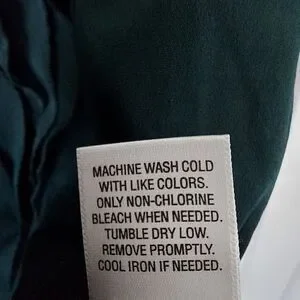 MACHINE WASH COLD
WITH LIKE COLORS.
ONLY NON-CHLORINE
BLEACH WHEN NEEDED.
TUMBLE DRY LOW.
REMOVE PROMPTLY.
COOL IRON IF NEEDED.